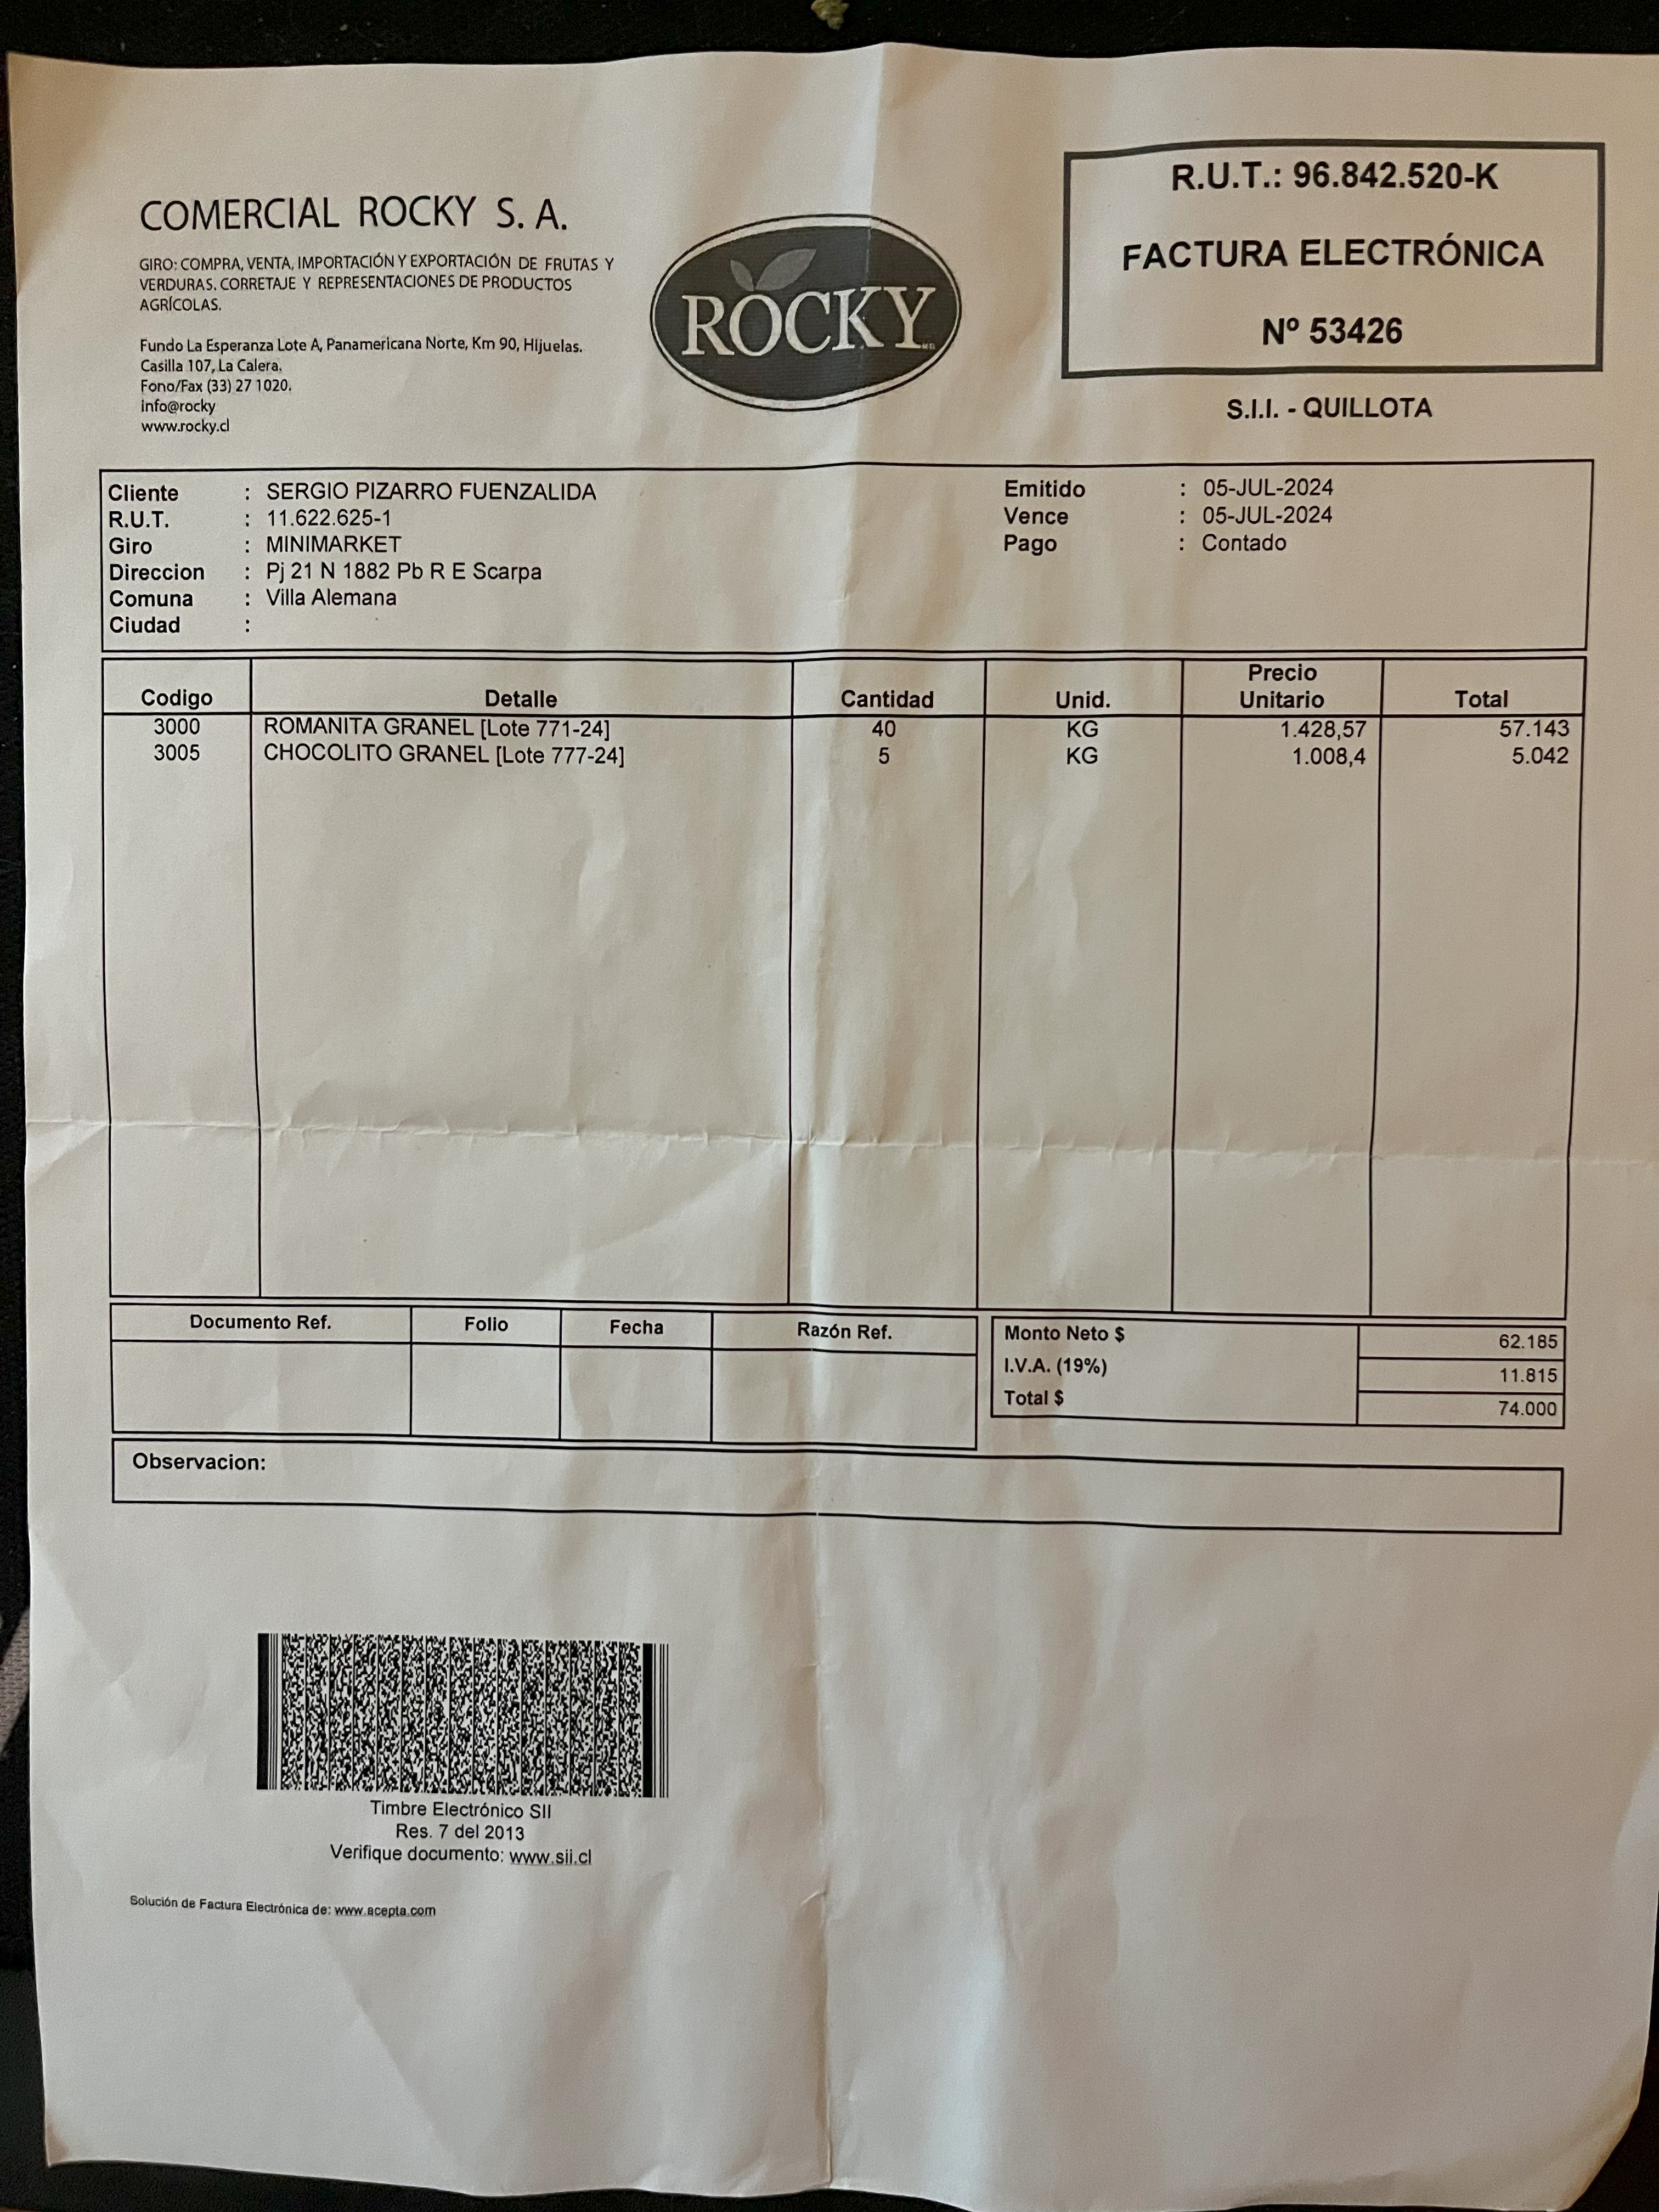 COMERCIAL ROCKY S. A.
GIRO: COMPRA, VENTA, IMPORTACIÓN Y EXPORTACIÓN DE FRUTAS Y
VERDURAS. CORRETAJE Y REPRESENTACIONES DE PRODUCTOS
AGRÍCOLAS.
Fundo La Esperanza Lote A, Panamericana Norte, Km 90, HIjuelas.
Casilla 107, La Calera.
Fono/Fax (33) 27 1020.
info@rocky
www.rocky.cl
ROCKY
R.U.T.: 96.842.520-K
FACTURA ELECTRÓNICA
Nº 53426
S.I.I. - QUILLOTA
Cliente : SERGIO PIZARRO FUENZALIDA
R.U.T. : 11.622.625-1
Giro : MINIMARKET
Direccion : Pj 21 N 1882 Pb R E Scarpa
Comuna : Villa Alemana
Ciudad :
Emitido : 05-JUL-2024
Vence : 05-JUL-2024
Pago : Contado
Codigo Detalle Cantidad Unid. Precio Unitario Total
3000 ROMANITA GRANEL [Lote 771-24] 40 KG 1.428,57 57.143
3005 CHOCOLITO GRANEL [Lote 777-24] 5 KG 1.008,4 5.042
Documento Ref. Folio Fecha Razón Ref.
Monto Neto $ 62.185
I.V.A. (19%) 11.815
Total $ 74.000
Observacion:
Timbre Electrónico SII
Res. 7 del 2013
Verifique documento: www.sii.cl
Solución de Factura Electrónica de: www.acepta.com